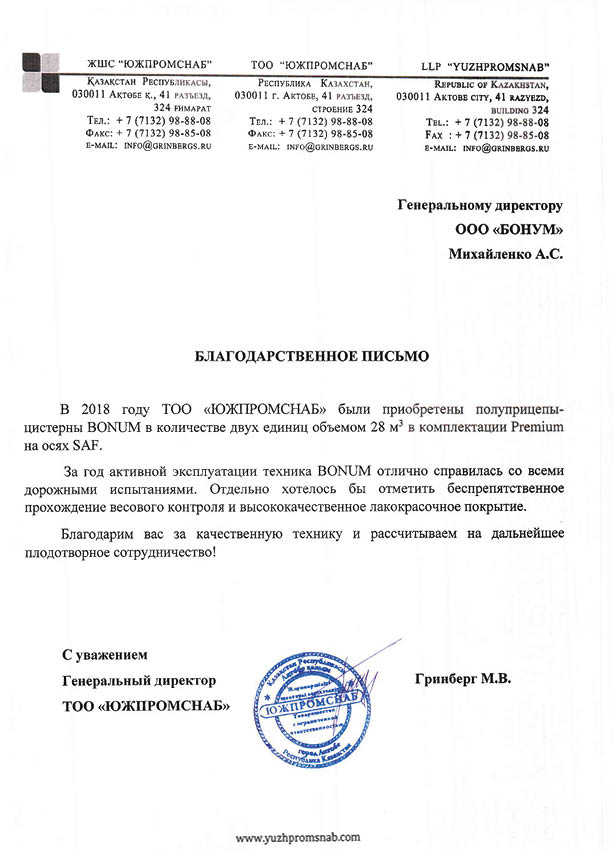 ЖШС "ЮЖПРОМСНАБ"
Қазақстан Республикасы,
030011 Ақтөбе қ., 41 разъезд,
324 ғимарат
Тел.: + 7 (7132) 98-88-08
Факс: + 7 (7132) 98-85-08
e-mail: info@grinbergs.ru
ТОО "ЮЖПРОМСНАБ"
Республика Казахстан,
030011 г. Актобе, 41 разъезд,
строение 324
Тел.: + 7 (7132) 98-88-08
Факс: + 7 (7132) 98-85-08
e-mail: info@grinbergs.ru
LLP "YUZHPROMSNAB"
Republic of Kazakhstan,
030011 Aktobe city, 41 razyezd,
building 324
Tel.: + 7 (7132) 98-88-08
Fax : + 7 (7132) 98-85-08
e-mail: info@grinbergs.ru
Генеральному директору
ООО «БОНУМ»
Михайленко А.С.
БЛАГОДАРСТВЕННОЕ ПИСЬМО
В 2018 году ТОО «ЮЖПРОМСНАБ» были приобретены полуприцепы-
цистерны BONUM в количестве двух единиц объемом 28 м³ в комплектации Premium
на осях SAF.
За год активной эксплуатации техника BONUM отлично справилась со всеми
дорожными испытаниями. Отдельно хотелось бы отметить беспрепятственное
прохождение весового контроля и высококачественное лакокрасочное покрытие.
Благодарим вас за качественную технику и рассчитываем на дальнейшее
плодотворное сотрудничество!
С уважением
Генеральный директор
ТОО «ЮЖПРОМСНАБ»
Гринберг М.В.
Қазақстан Республикасы
Ақтөбе қаласы
ЮЖПРОМСНАБ
Товарищество
с ограниченной
ответственностью
город Актобе
Республика Казахстан
www.yuzhpromsnab.com